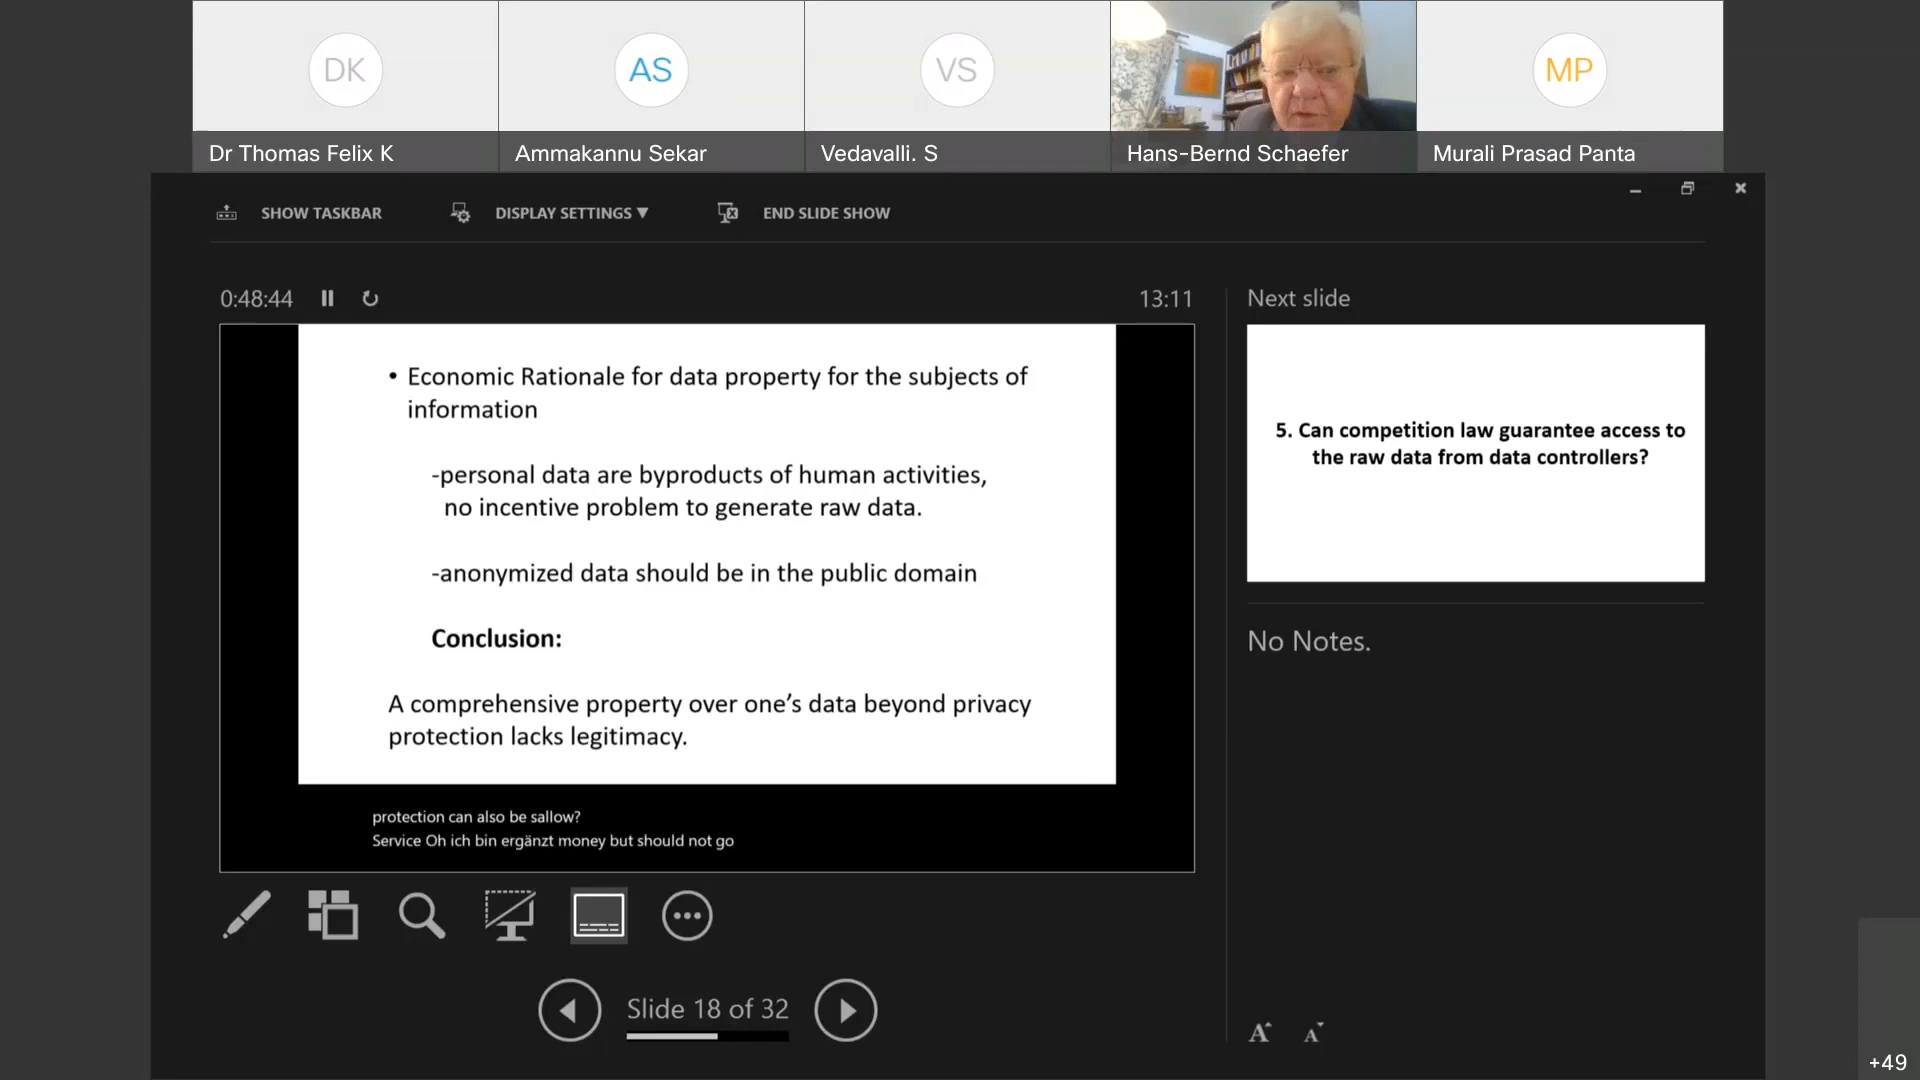 DK
AS
VS
MP
Dr Thomas Felix K
Ammakannu Sekar
Vedavalli. S
Hans-Bernd Schaefer
Murali Prasad Panta
SHOW TASKBAR
DISPLAY SETTINGS ▼
END SLIDE SHOW
0:48:44
13:11
• Economic Rationale for data property for the subjects of
information
-personal data are byproducts of human activities,
no incentive problem to generate raw data.
-anonymized data should be in the public domain
Conclusion:
A comprehensive property over one’s data beyond privacy
protection lacks legitimacy.
protection can also be sallow?
Service Oh ich bin ergänzt money but should not go
Slide 18 of 32
Next slide
5. Can competition law guarantee access to
the raw data from data controllers?
No Notes.
A A
+49